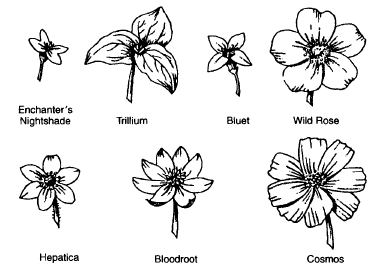 Enchanter's
Nightshade
Trillium
Bluet
Wild Rose
Hepatica
Bloodroot
Cosmos